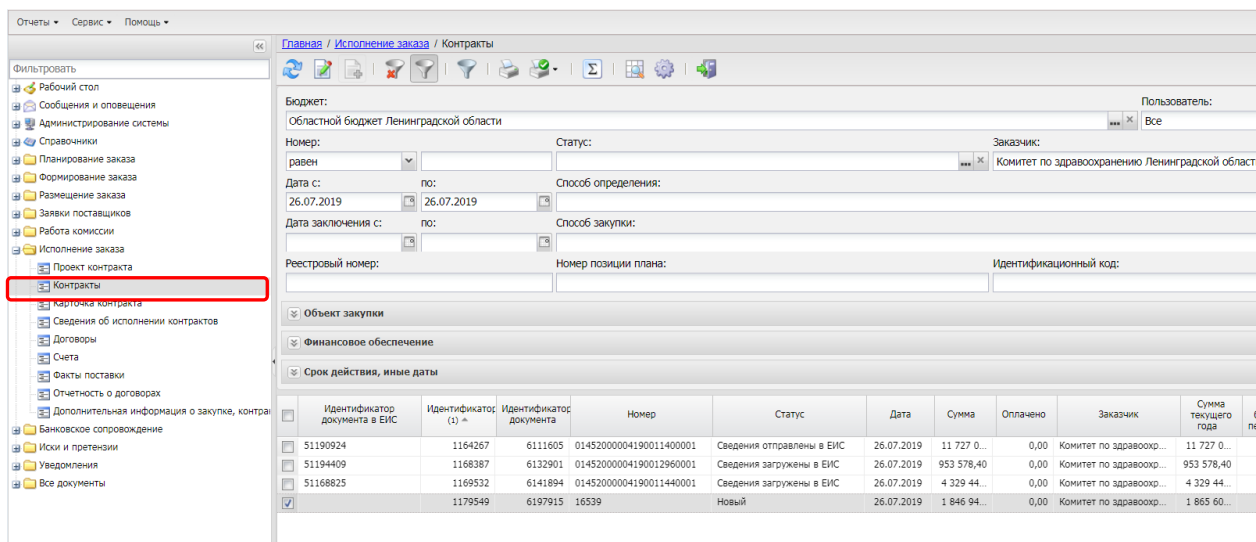 Отчеты Сервис Помощь
Главная / Исполнение заказа / Контракты
Фильтровать
Рабочий стол
Сообщения и оповещения
Администрирование системы
Справочники
Планирование заказа
Формирование заказа
Размещение заказа
Заявки поставщиков
Работа комиссии
Исполнение заказа
Проект контракта
Контракты
Карточка контракта
Сведения об исполнении контрактов
Договоры
Счета
Факты поставки
Отчетность о договорах
Дополнительная информация о закупке, контра
Банковское сопровождение
Иски и претензии
Уведомления
Все документы
Бюджет: Пользователь:
Областной бюджет Ленинградской области ... Все
Номер: Статус: Заказчик:
равен ... Комитет по здравоохранению Ленинградской област
Дата с: по: Способ определения:
26.07.2019 26.07.2019
Дата заключения с: по: Способ закупки:
Реестровый номер: Номер позиции плана: Идентификационный код:
Объект закупки
Финансовое обеспечение
Срок действия, иные даты
Идентификатор документа в ЕИС Идентификатор (1) Идентификатор документа Номер Статус Дата Сумма Оплачено Заказчик Сумма текущего года
51190924 1164267 6111605 01452000004190011400001 Сведения отправлены в ЕИС 26.07.2019 11 727 0... 0,00 Комитет по здравоохр... 11 727 0...
51194409 1168387 6132901 01452000004190012960001 Сведения загружены в ЕИС 26.07.2019 953 578,40 0,00 Комитет по здравоохр... 953 578,40
51168825 1169532 6141894 01452000004190011440001 Сведения загружены в ЕИС 26.07.2019 4 329 44... 0,00 Комитет по здравоохр... 4 329 44...
1179549 6197915 16539 Новый 26.07.2019 1 846 94... 0,00 Комитет по здравоохр... 1 865 60...